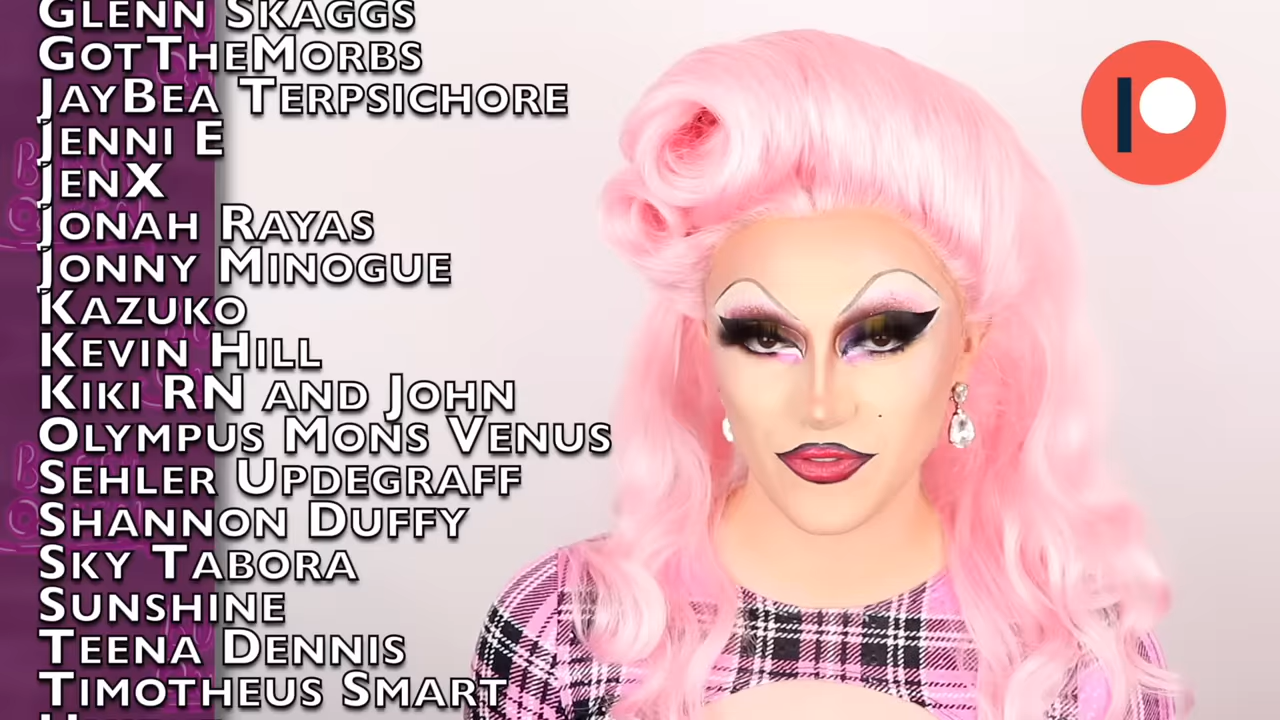 Glenn Skaggs
GotTheMorbs
JayBea Terpsichore
Jenni E
JenX
Jonah Rayas
Jonny Minogue
Kazuko
Kevin Hill
Kiki RN and John
Olympus Mons Venus
Sehler Updegraff
Shannon Duffy
Sky Tabora
Sunshine
Teena Dennis
Timotheus Smart